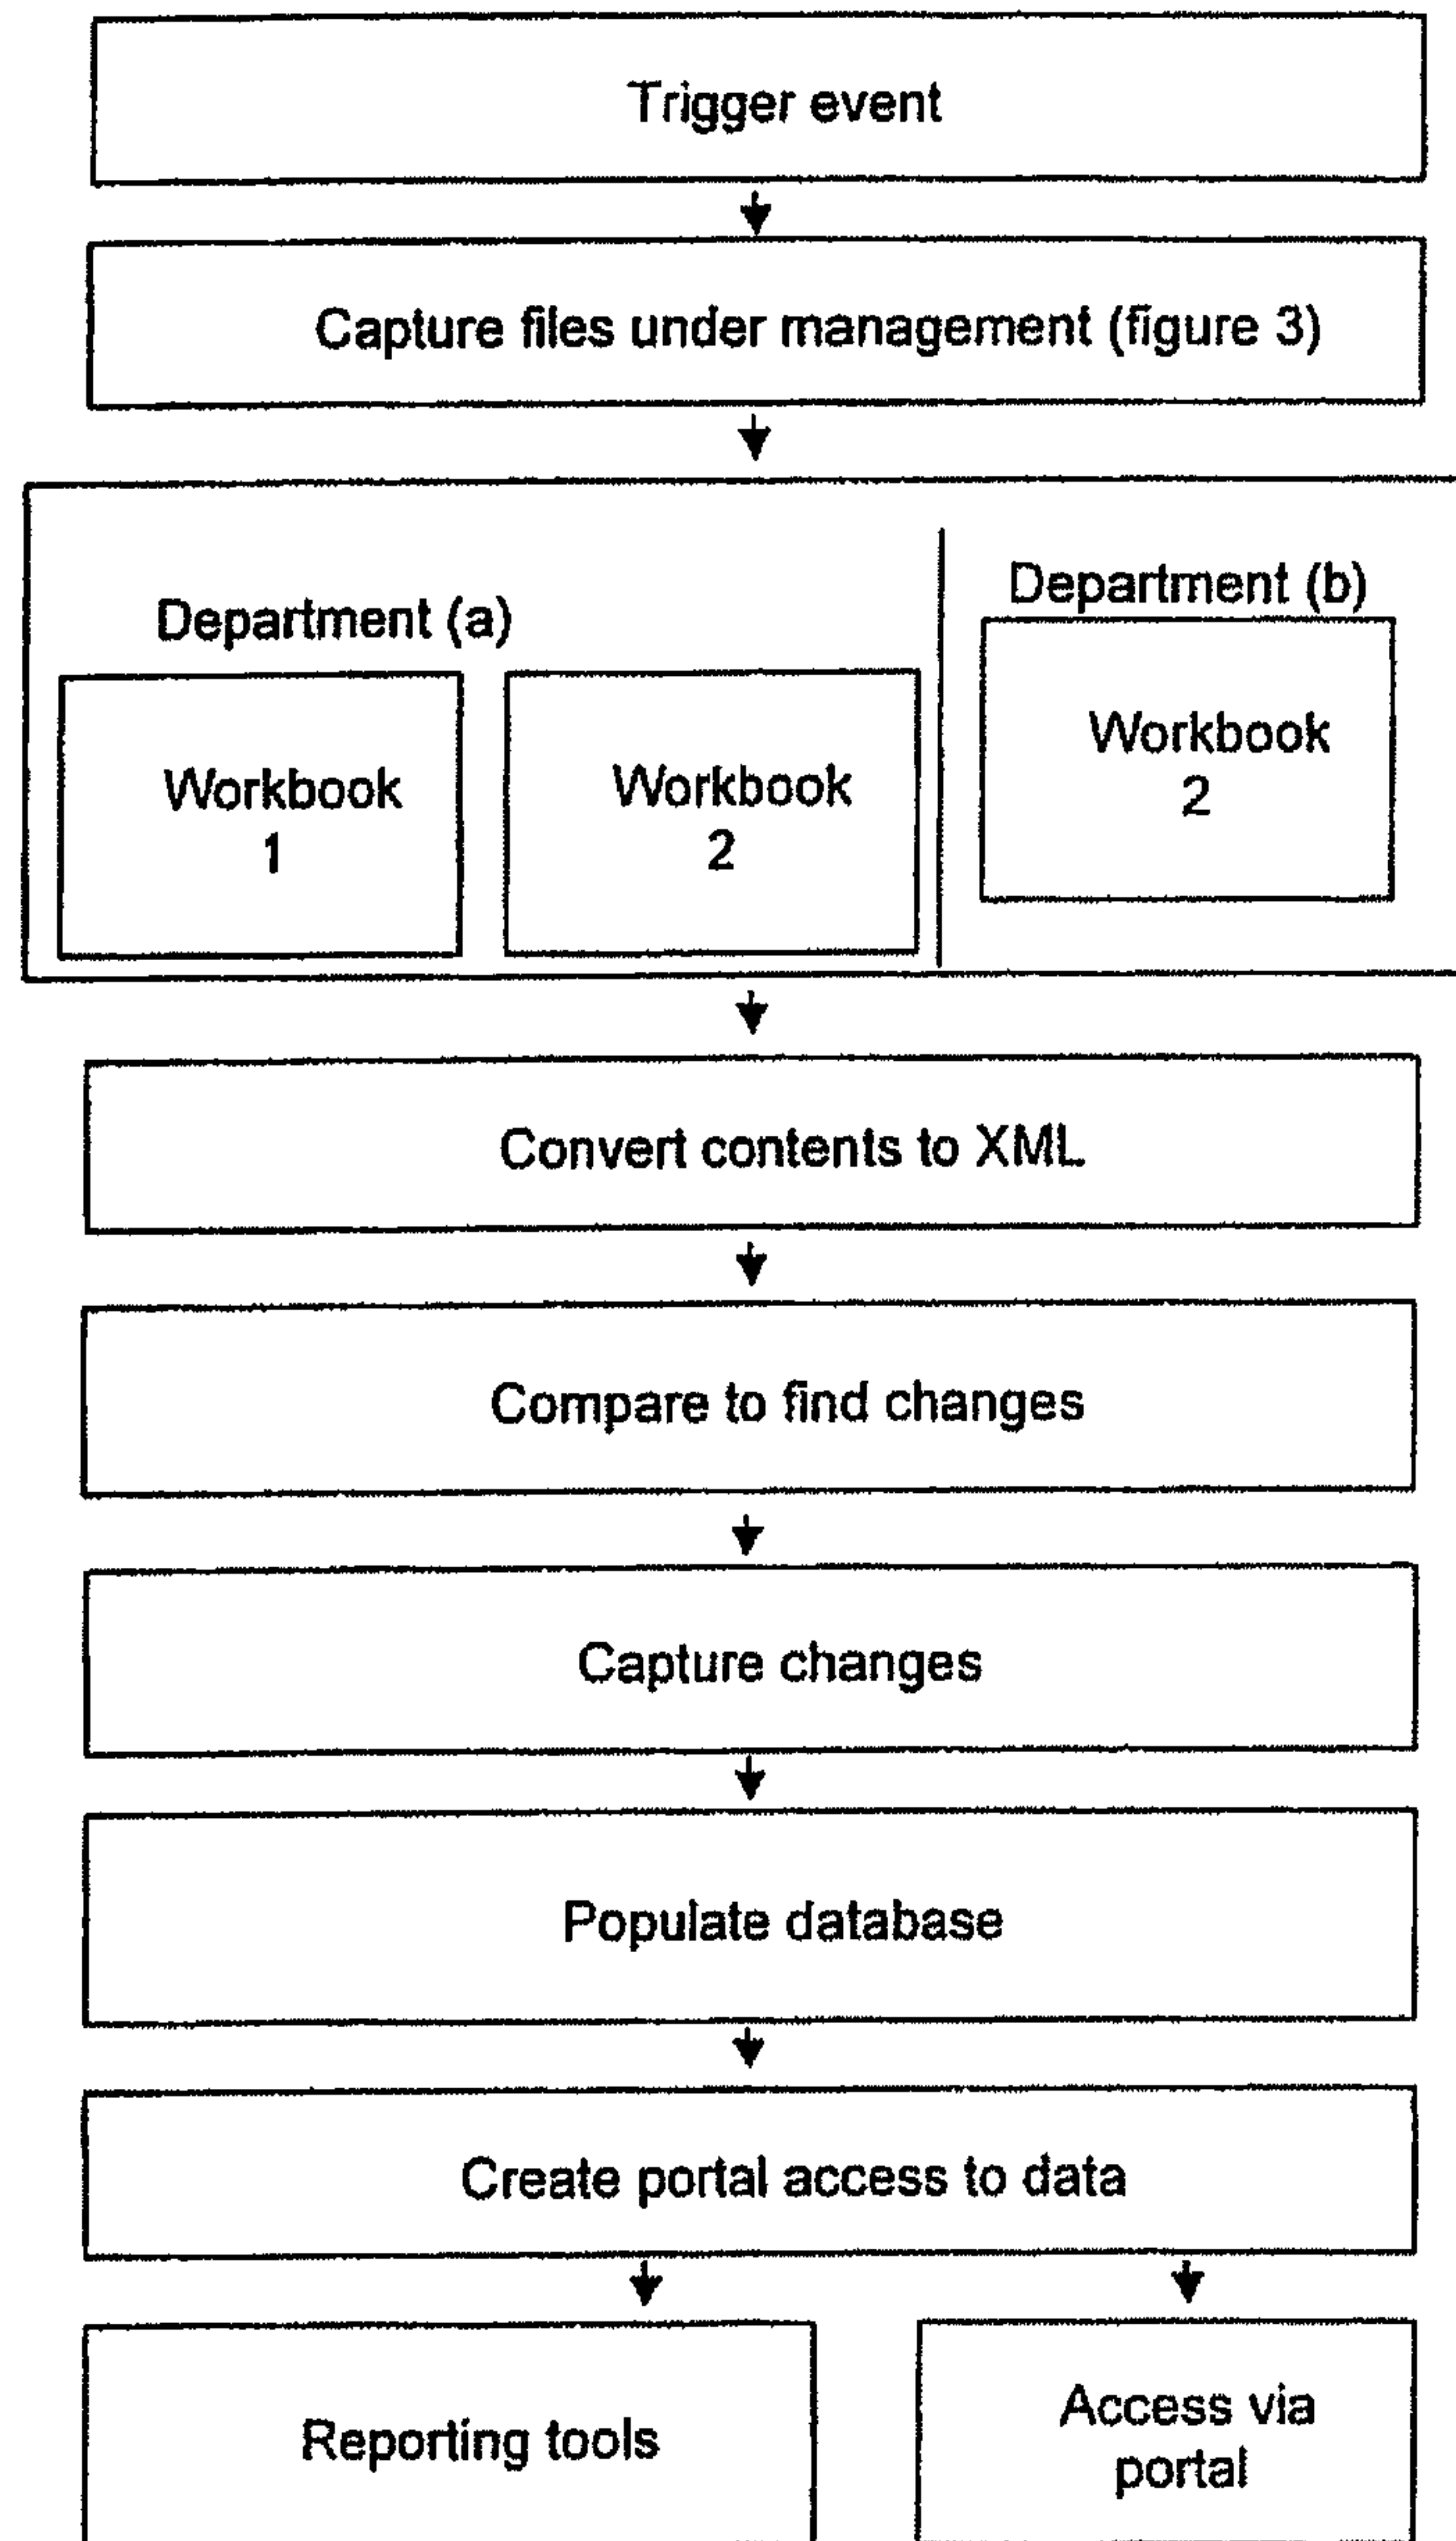 Trigger event
Capture files under management (figure 3)
Department (a)
Department (b)
Workbook
1
Workbook
2
Workbook
2
Convert contents to XML
Compare to find changes
Capture changes
Populate database
Create portal access to data
Reporting tools
Access via
portal